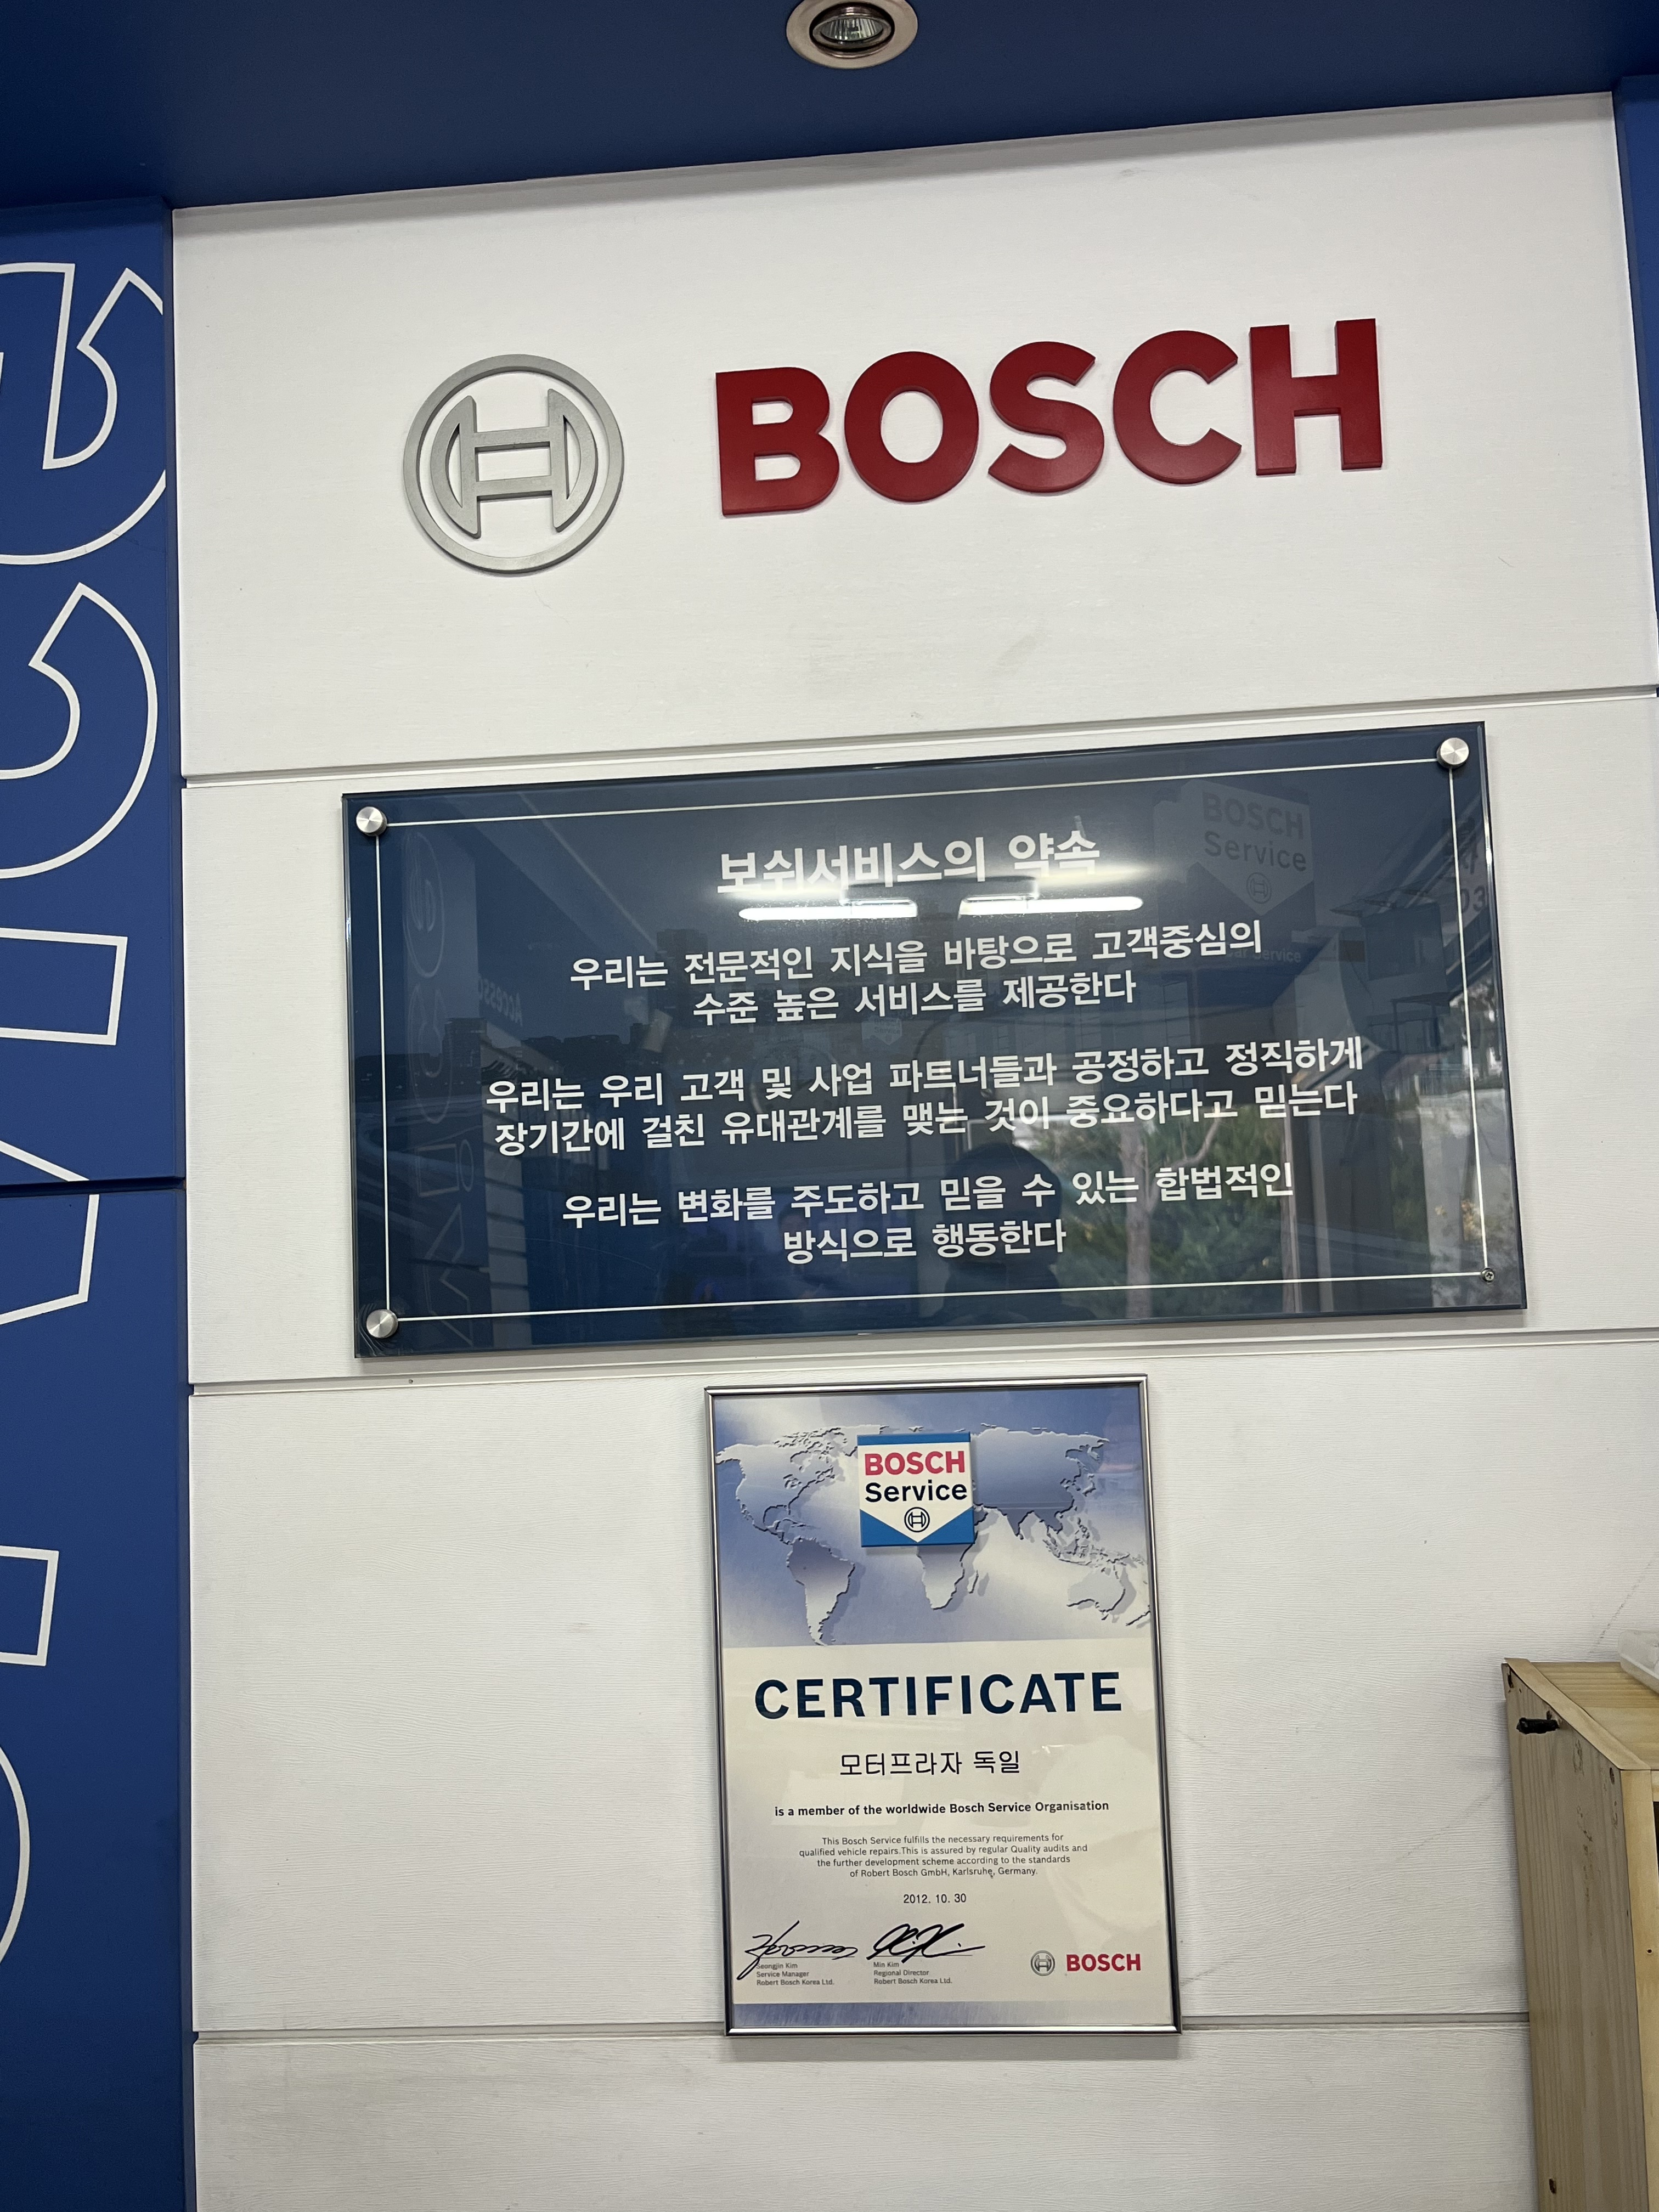 BOSCH
보쉬서비스의 약속
우리는 전문적인 지식을 바탕으로 고객중심의
수준 높은 서비스를 제공한다
우리는 우리 고객 및 사업 파트너들과 공정하고 정직하게
장기간에 걸친 유대관계를 맺는 것이 중요하다고 믿는다
우리는 변화를 주도하고 믿을 수 있는 합법적인
방식으로 행동한다
BOSCH
Service
CERTIFICATE
모터프라자 독일
is a member of the worldwide Bosch Service Organisation
This Bosch Service fulfills the necessary requirements for
qualified vehicle repairs.This is assured by regular Quality audits and
the further development scheme according to the standards
of Robert Bosch GmbH, Karlsruhe, Germany.
2012. 10. 30
Seongjin Kim
Service Manager
Robert Bosch Korea Ltd.
Min Kim
Regional Director
Robert Bosch Korea Ltd.
BOSCH